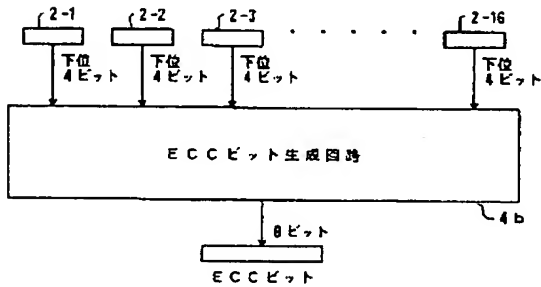 2-1 2-2 2-3 2-16
下位 下位 下位 下位
4ビット 4ビット 4ビット 4ビット
ECCビット生成回路
4b
8ビット
ECCビット